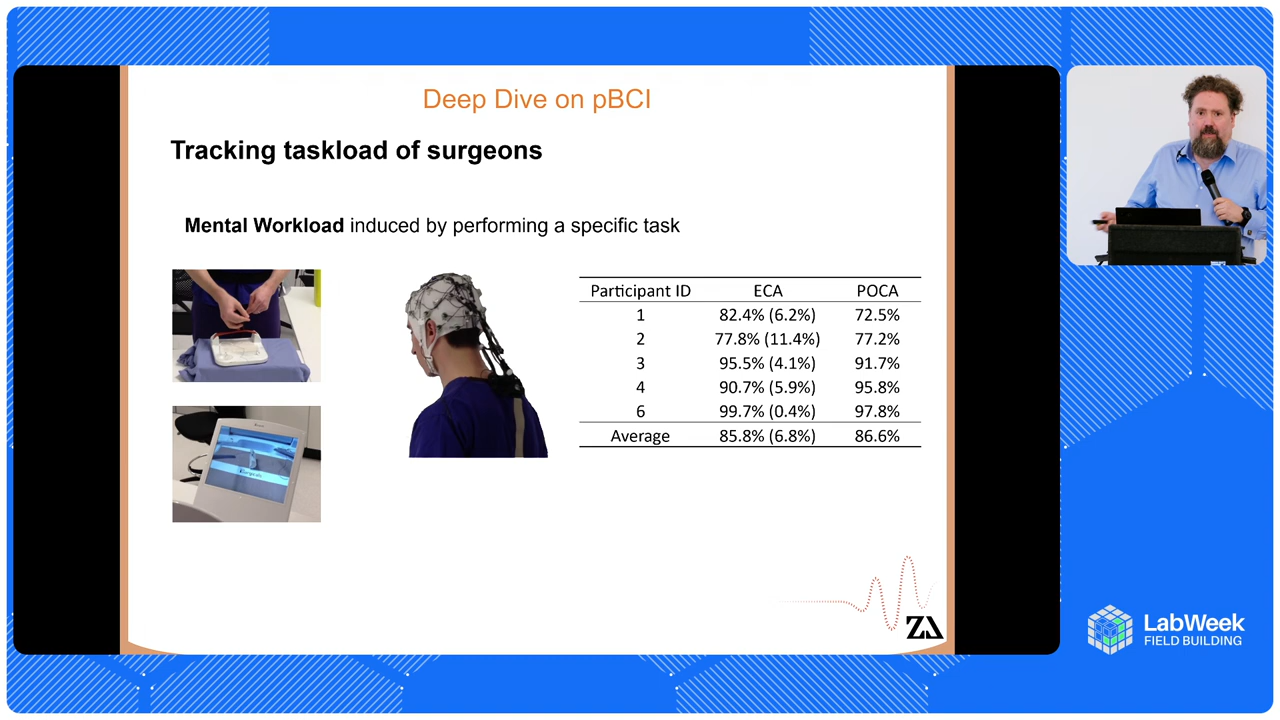 Deep Dive on pBCI
Tracking taskload of surgeons
Mental Workload induced by performing a specific task
Participant ID ECA POCA
1 82.4% (6.2%) 72.5%
2 77.8% (11.4%) 77.2%
3 95.5% (4.1%) 91.7%
4 90.7% (5.9%) 95.8%
6 99.7% (0.4%) 97.8%
Average 85.8% (6.8%) 86.6%
LabWeek
FIELD BUILDING